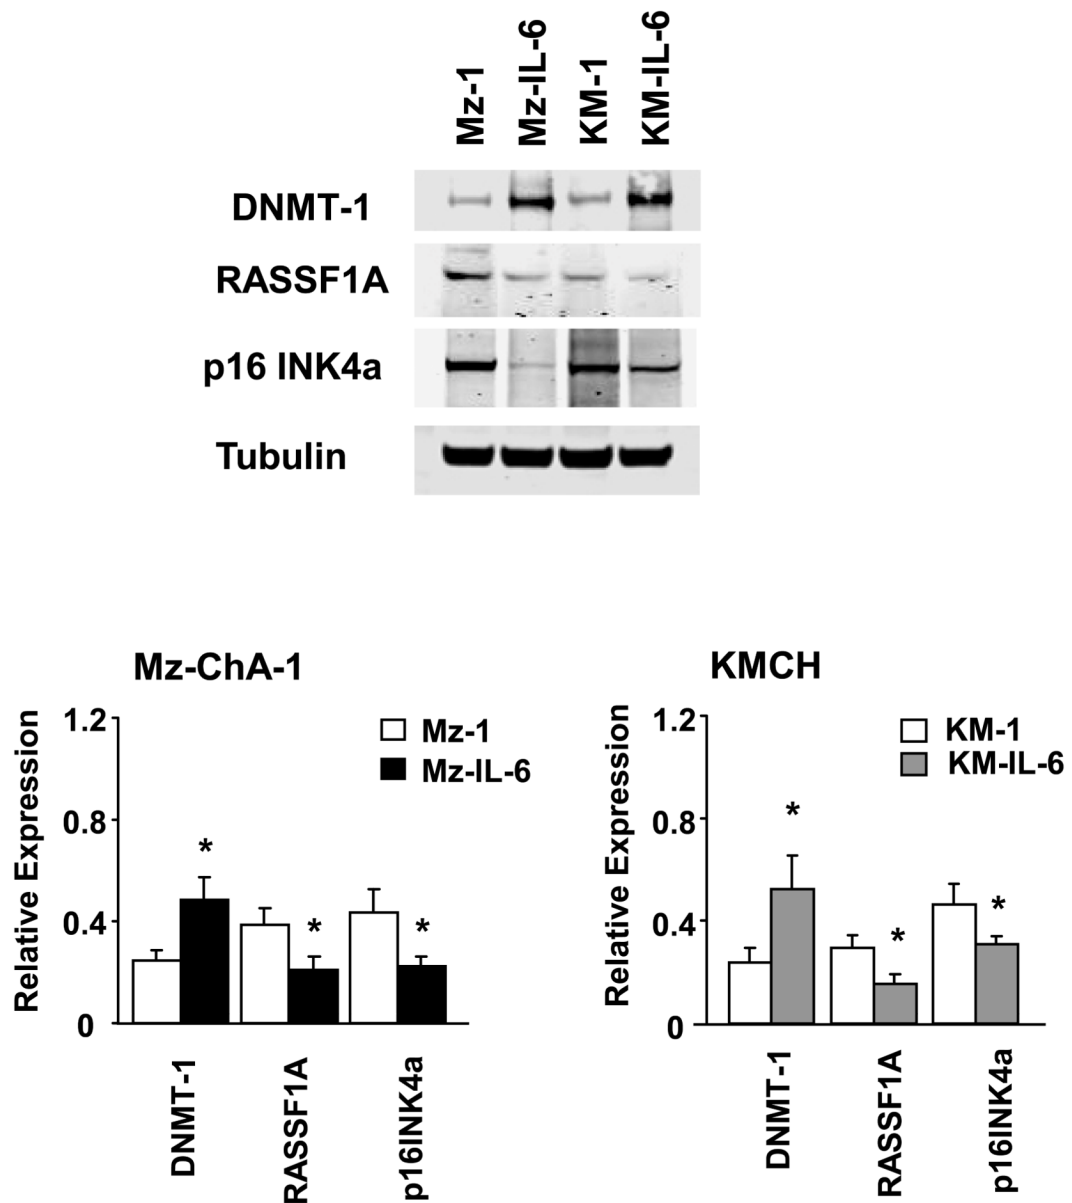 Mz-1
Mz-IL-6
KM-1
KM-IL-6
DNMT-1
RASSF1A
p16 INK4a
Tubulin
Mz-ChA-1
Mz-1
Mz-IL-6
Relative Expression
1.2
0.8
0.4
0
*
*
*
DNMT-1
RASSF1A
p16INK4a
KMCH
KM-1
KM-IL-6
Relative Expression
1.2
0.8
0.4
0
*
*
*
DNMT-1
RASSF1A
p16INK4a